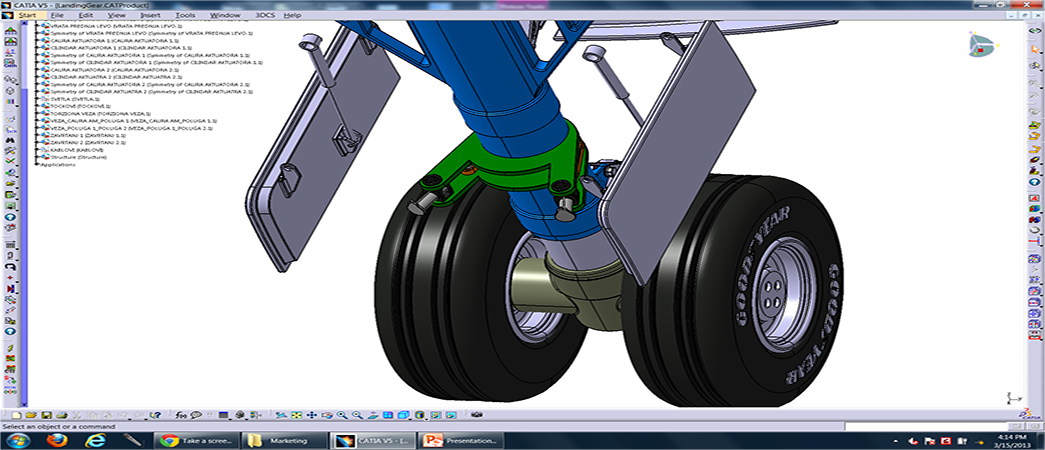 CATIA V5 - [LandingGear.CATProduct]
Start File Edit View Insert Tools Window 3DCS Help
VRATA PREDNJA LEVO (VRATA PREDNJA LEVO.1)
Symmetry of VRATA PREDNJA LEVO (Symmetry of VRATA PREDNJA LEVO.1)
CAURA AKTUATORA 1 (CAURA AKTUATORA 1.1)
CILINDAR AKTUATORA 1 (CILINDAR AKTUATORA 1.1)
Symmetry of CAURA AKTUATORA 1 (Symmetry of CAURA AKTUATORA 1.1)
Symmetry of CILINDAR AKTUATORA 1 (Symmetry of CILINDAR AKTUATORA 1.1)
CAURA AKTUATORA 2 (CAURA AKTUATORA 2.1)
CILINDAR AKTUATRA 2 (CILINDAR AKTUATRA 2.1)
Symmetry of CAURA AKTUATORA 2 (Symmetry of CAURA AKTUATORA 2.1)
Symmetry of CILINDAR AKTUATRA 2 (Symmetry of CILINDAR AKTUATRA 2.1)
SVETLA (SVETLA.1)
TOCKOVI (TOCKOVI.1)
TORZIONA VEZA (TORZIONA VEZA.1)
VEZA_CAURA AM_POLUGA 1 (VEZA_CAURA AM_POLUGA 1.1)
VEZA_POLUGA 1_POLUGA 2 (VEZA_POLUGA 1_POLUGA 2.1)
ZAVRTANJ 1 (ZAVRTANJ 1.1)
ZAVRTANJ 2 (ZAVRTANJ 2.1)
KABLOVI (KABLOVI)
Structure (Structure)
Applications
GOOD YEAR
GOOD YEAR
CATIA
Select an object or a command
Take a scree...
Marketing
CATIA V5 - [L...
Presentation...
4:14 PM
3/15/2013